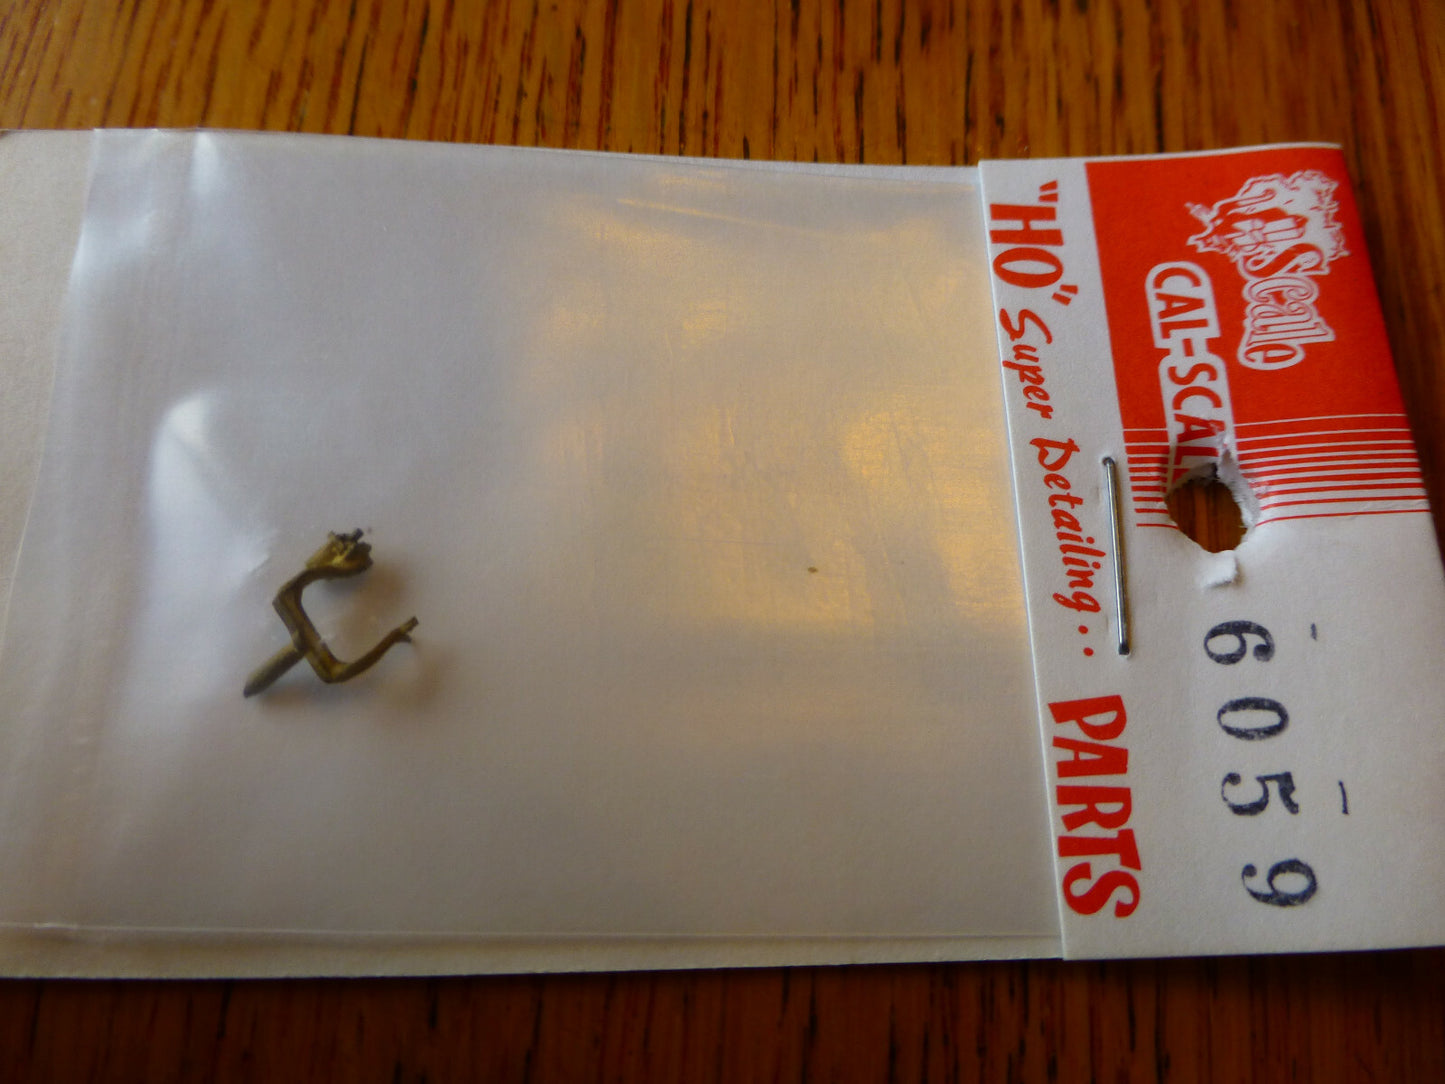 Scale
CAL-SCAL
6059
"HO" Super Detailing.. PARTS